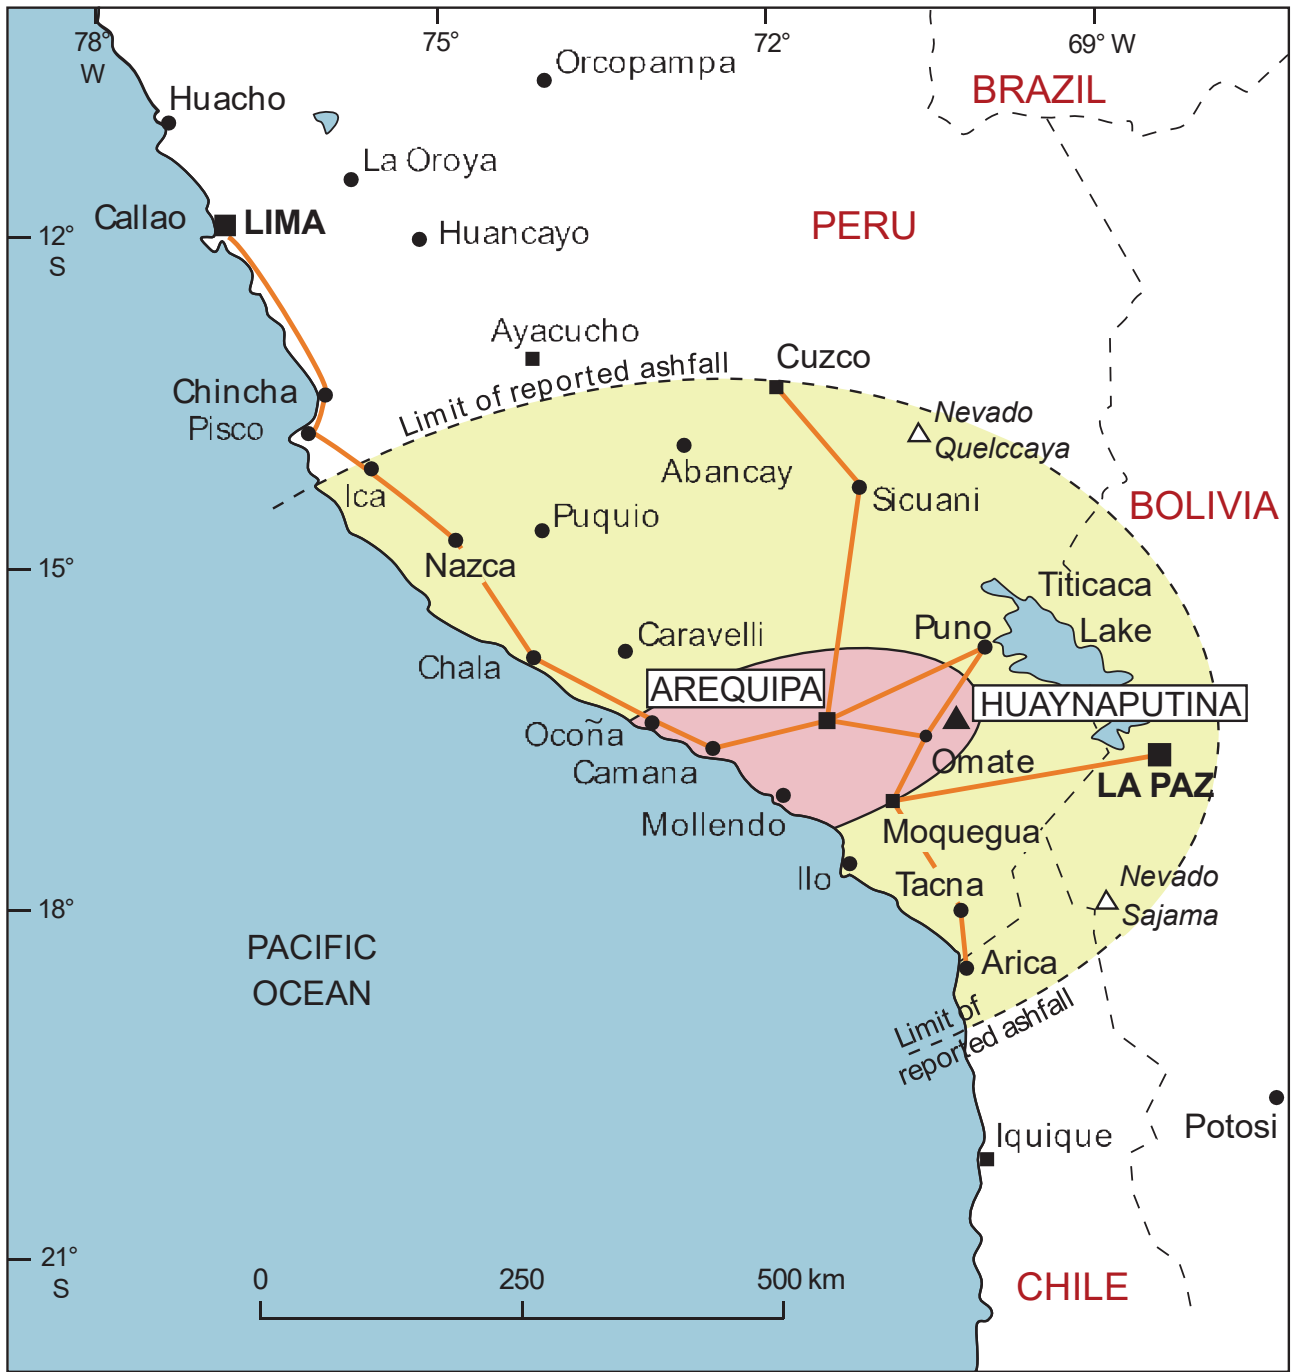 78°
W
75°
72°
69° W
Orcopampa
BRAZIL
Huacho
La Oroya
Callao
LIMA
Huancayo
PERU
12°
S
Ayacucho
Cuzco
Limit of reported ashfall
Chincha
Pisco
Nevado
Quelccaya
Abancay
Ica
Sicuani
BOLIVIA
Puquio
Nazca
15°
Titicaca
Lake
Puno
Caravelli
Chala
AREQUIPA
HUAYNAPUTINA
Ocoña
Camana
Omate
LA PAZ
Mollendo
Moquegua
Ilo
Tacna
Nevado
Sajama
18°
PACIFIC
OCEAN
Arica
Limit of
reported ashfall
Potosi
Iquique
21°
S
0
250
500 km
CHILE